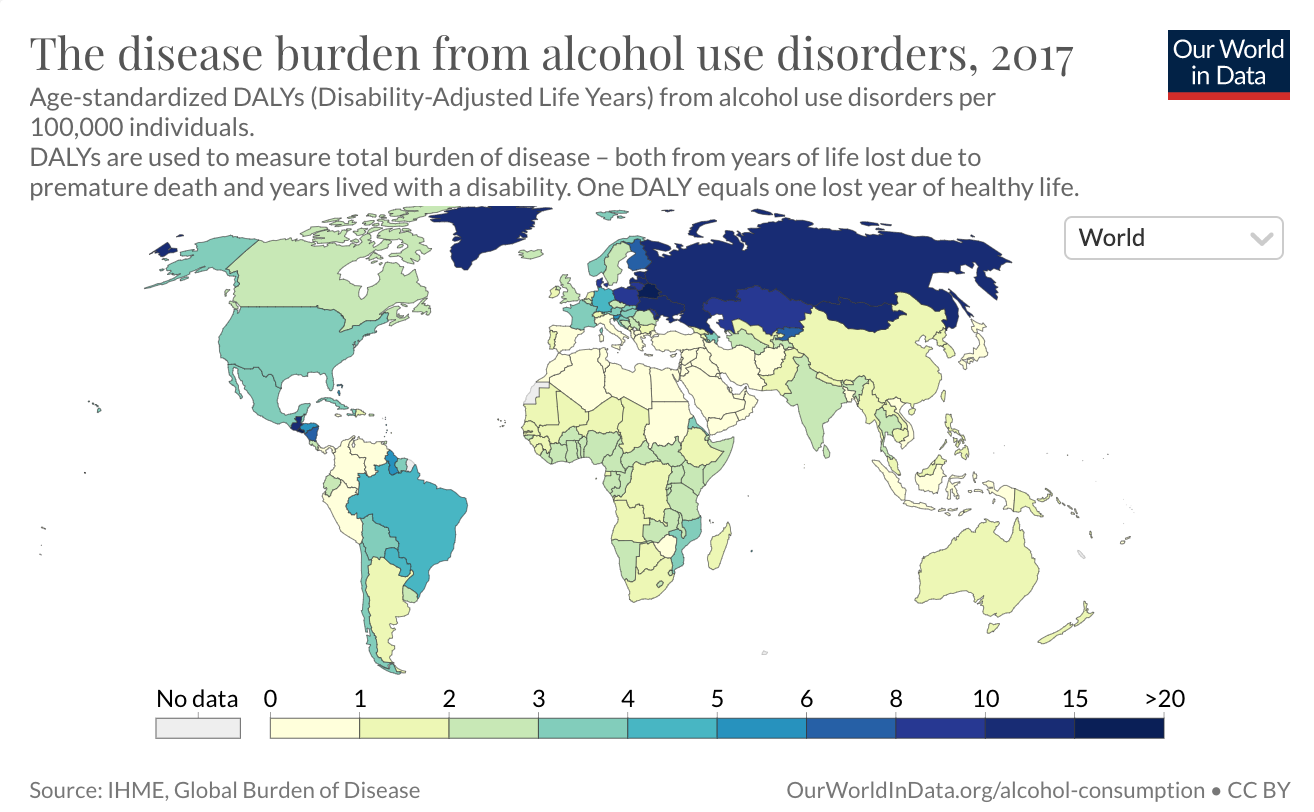 The disease burden from alcohol use disorders, 2017
Our World
in Data
Age-standardized DALYs (Disability-Adjusted Life Years) from alcohol use disorders per
100,000 individuals.
DALYs are used to measure total burden of disease – both from years of life lost due to
premature death and years lived with a disability. One DALY equals one lost year of healthy life.
World
No data 0 1 2 3 4 5 6 8 10 15 >20
Source: IHME, Global Burden of Disease
OurWorldInData.org/alcohol-consumption • CC BY